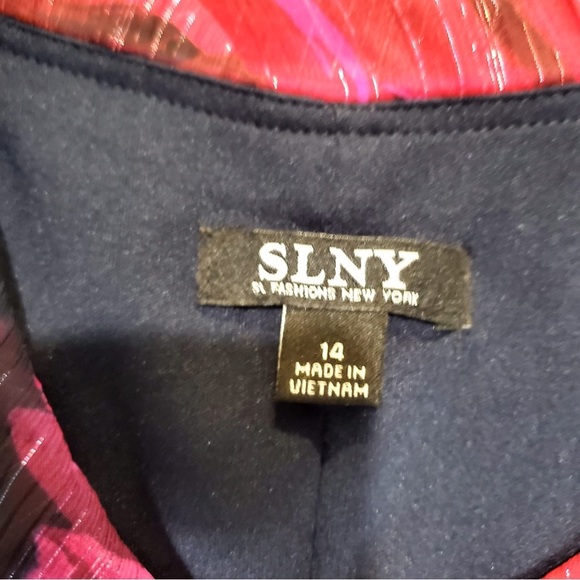 SLNY
SL FASHIONS NEW YORK
14
MADE IN
VIETNAM